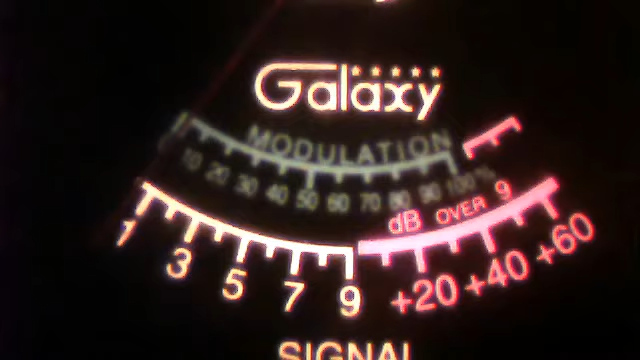 Galaxy
MODULATION
10 20 30 40 50 60 70 80 90 100%
dB OVER 9
1 3 5 7 9 +20 +40 +60
SIGNAL